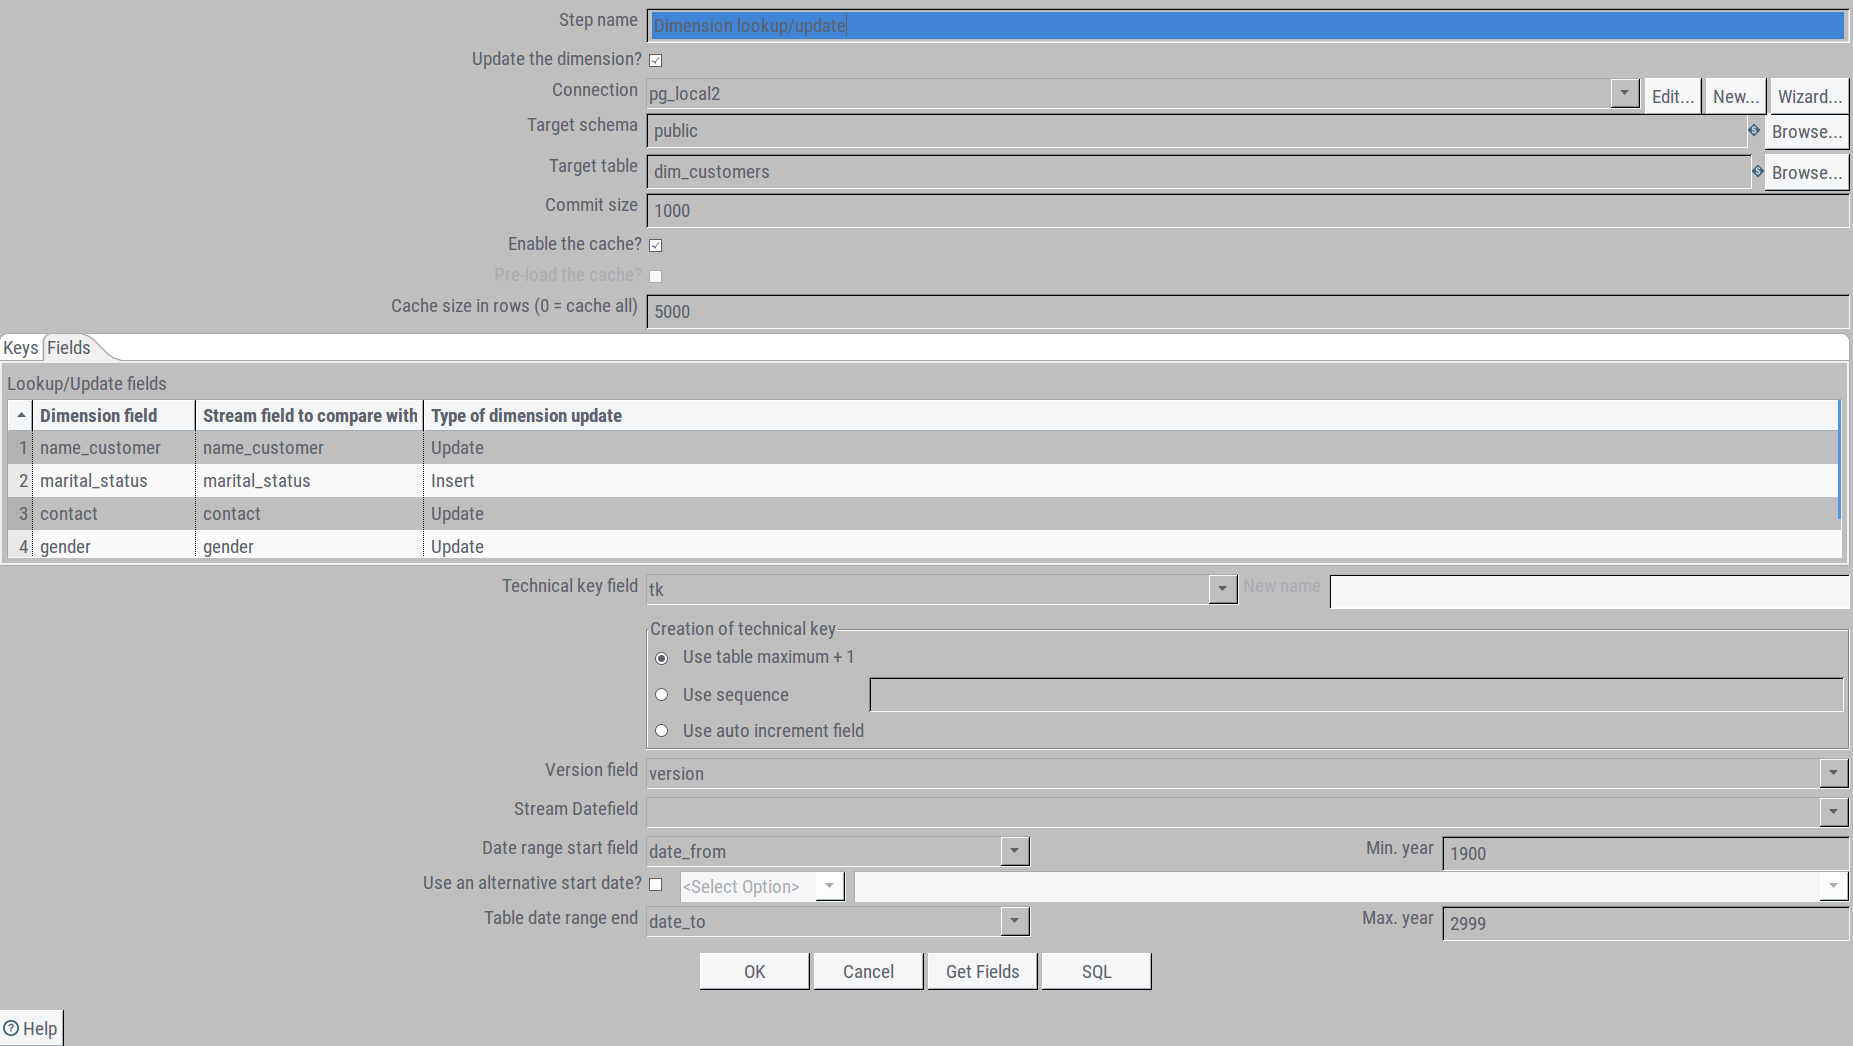 Step name Dimension lookup/update
Update the dimension?
Connection pg_local2 Edit... New... Wizard...
Target schema public Browse...
Target table dim_customers Browse...
Commit size 1000
Enable the cache?
Pre-load the cache?
Cache size in rows (0 = cache all) 5000
Keys Fields
Lookup/Update fields
Dimension field Stream field to compare with Type of dimension update
1 name_customer name_customer Update
2 marital_status marital_status Insert
3 contact contact Update
4 gender gender Update
Technical key field tk New name
Creation of technical key
Use table maximum + 1
Use sequence
Use auto increment field
Version field version
Stream Datefield
Date range start field date_from Min. year 1900
Use an alternative start date? <Select Option>
Table date range end date_to Max. year 2999
OK Cancel Get Fields SQL
Help